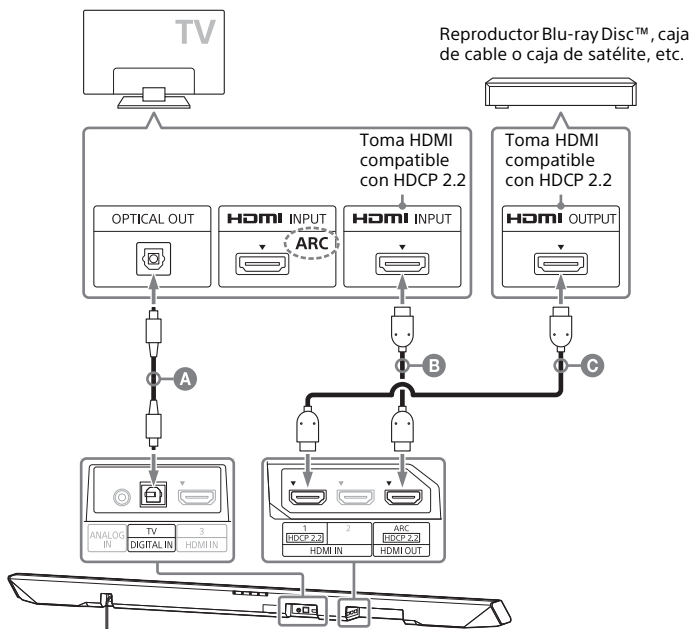 TV
Reproductor Blu-ray Disc™, caja
de cable o caja de satélite, etc.
Toma HDMI
compatible
con HDCP 2.2
Toma HDMI
compatible
con HDCP 2.2
OPTICAL OUT
HDMI INPUT
ARC
HDMI INPUT
HDMI OUTPUT
A
B
C
ANALOG
IN
TV
DIGITAL IN
3
HDMI IN
1
HDCP 2.2
2
HDMI IN
ARC
HDCP 2.2
HDMI OUT